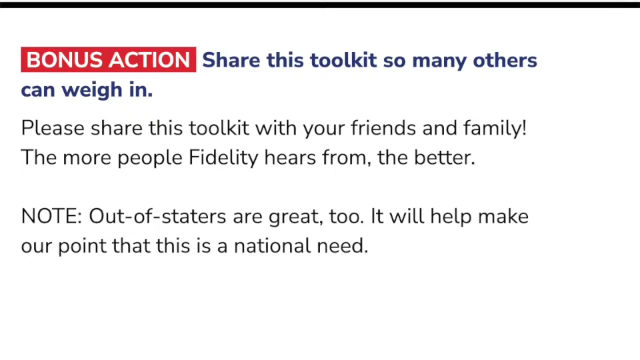 BONUS ACTION Share this toolkit so many others
can weigh in.
Please share this toolkit with your friends and family!
The more people Fidelity hears from, the better.
NOTE: Out-of-staters are great, too. It will help make
our point that this is a national need.